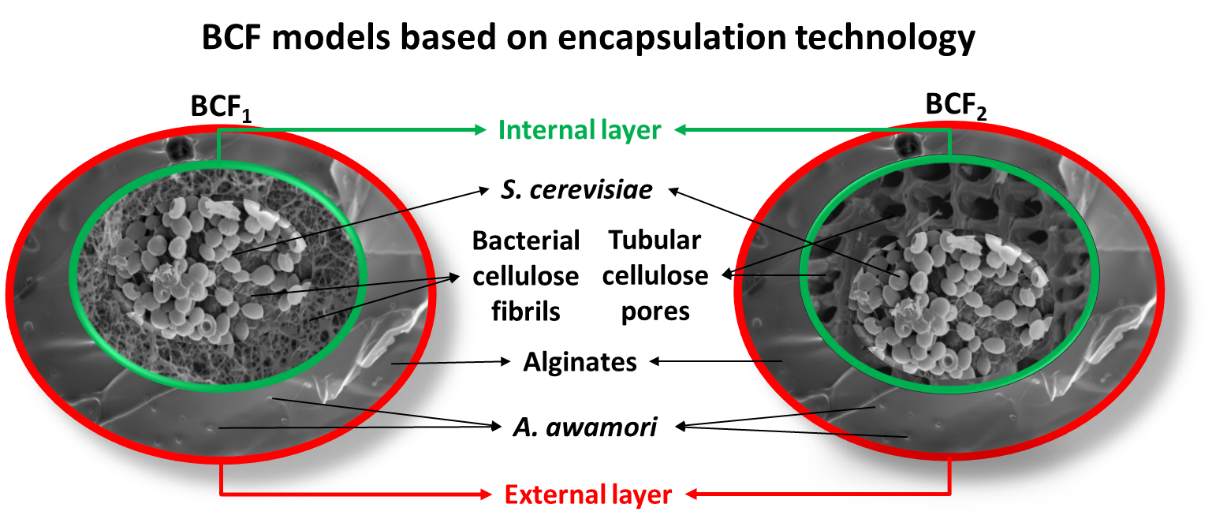 BCF models based on encapsulation technology
BCF₁
BCF₂
Internal layer
S. cerevisiae
Bacterial
cellulose
fibrils
Tubular
cellulose
pores
Alginates
A. awamori
External layer